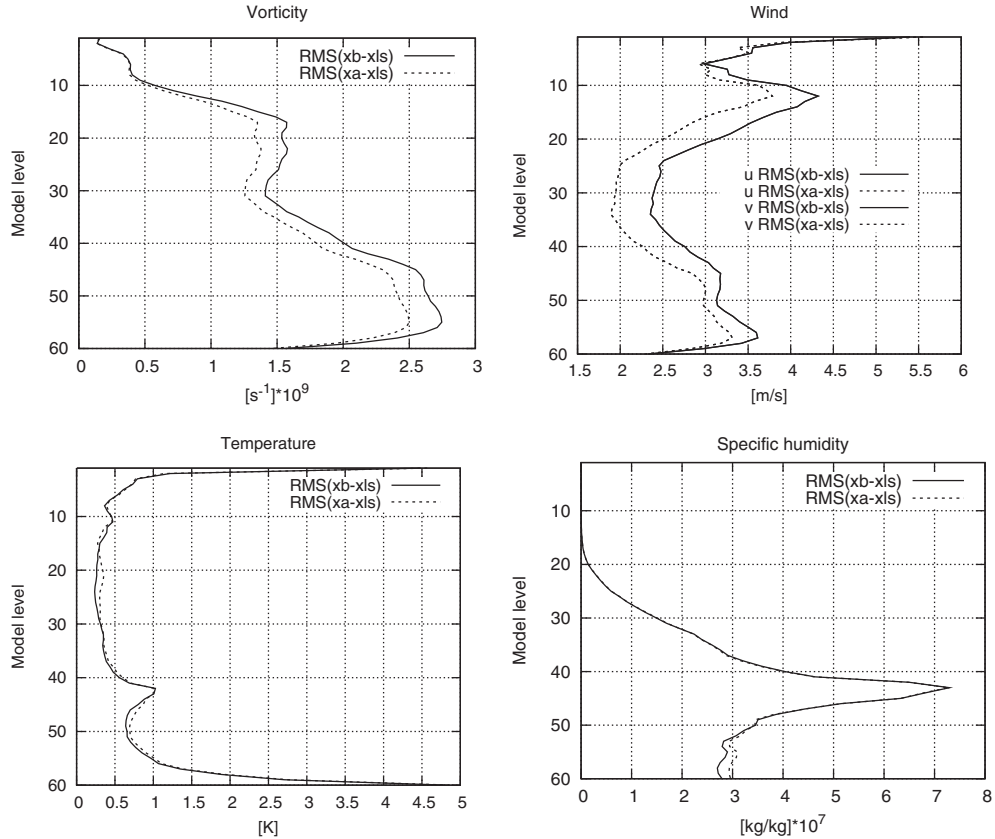 Vorticity
RMS(xb-xls)
RMS(xa-xls)
10
20
30
40
50
60
0 0.5 1 1.5 2 2.5 3
Model level
[s⁻¹]*10⁹
Wind
u RMS(xb-xls)
u RMS(xa-xls)
v RMS(xb-xls)
v RMS(xa-xls)
10
20
30
40
50
60
1.5 2 2.5 3 3.5 4 4.5 5 5.5 6
Model level
[m/s]
Temperature
RMS(xb-xls)
RMS(xa-xls)
10
20
30
40
50
60
0 0.5 1 1.5 2 2.5 3 3.5 4 4.5 5
Model level
[K]
Specific humidity
RMS(xb-xls)
RMS(xa-xls)
10
20
30
40
50
60
0 1 2 3 4 5 6 7 8
Model level
[kg/kg]*10⁷